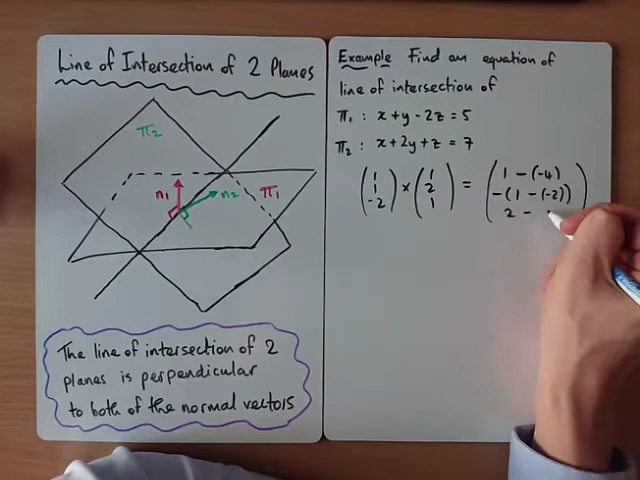 Line of Intersection of 2 Planes
π₂
n₁
n₂
π₁
The line of intersection of 2
planes is perpendicular
to both of the normal vectors
Example Find an equation of
line of intersection of
π₁ : x + y - 2z = 5
π₂ : x + 2y + z = 7
(1 1 -2) × (1 2 1) = (1 - (-4)
-(1 - (-2))
2 -